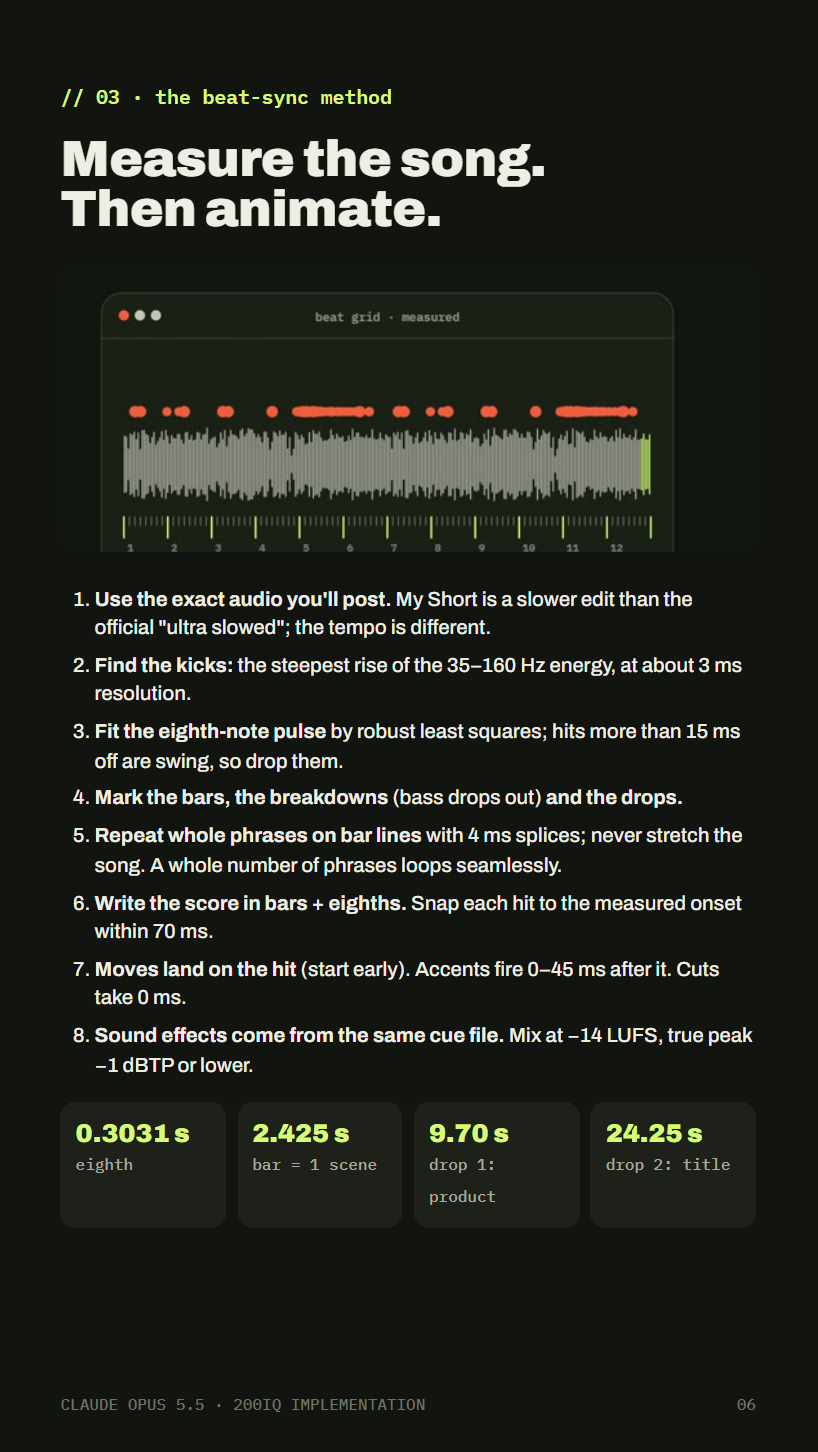 // 03 · the beat-sync method
Measure the song.
Then animate.
beat grid · measured
1 2 3 4 5 6 7 8 9 10 11 12
1. Use the exact audio you'll post. My Short is a slower edit than the
official "ultra slowed"; the tempo is different.
2. Find the kicks: the steepest rise of the 35–160 Hz energy, at about 3 ms
resolution.
3. Fit the eighth-note pulse by robust least squares; hits more than 15 ms
off are swing, so drop them.
4. Mark the bars, the breakdowns (bass drops out) and the drops.
5. Repeat whole phrases on bar lines with 4 ms splices; never stretch the
song. A whole number of phrases loops seamlessly.
6. Write the score in bars + eighths. Snap each hit to the measured onset
within 70 ms.
7. Moves land on the hit (start early). Accents fire 0–45 ms after it. Cuts
take 0 ms.
8. Sound effects come from the same cue file. Mix at −14 LUFS, true peak
−1 dBTP or lower.
0.3031 s
eighth
2.425 s
bar = 1 scene
9.70 s
drop 1:
product
24.25 s
drop 2: title
CLAUDE OPUS 5.5 · 200IQ IMPLEMENTATION
06